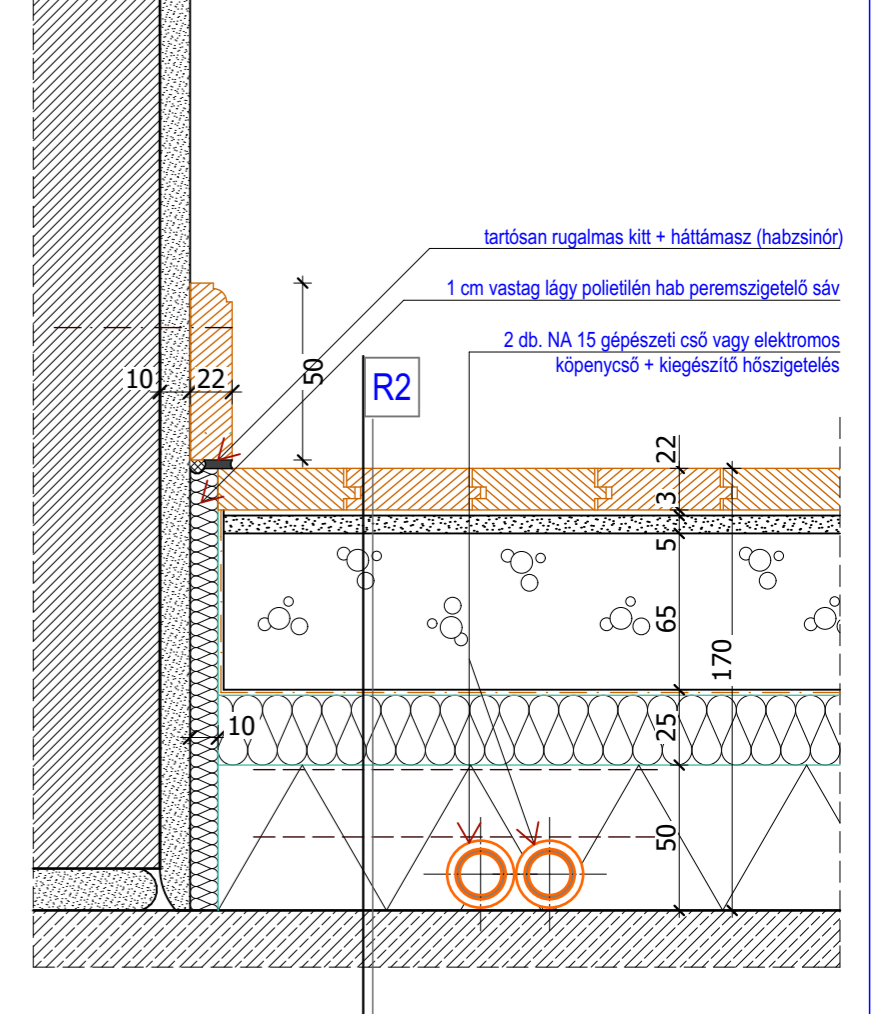 tartósan rugalmas kitt + háttámasz (habzsinór)
1 cm vastag lágy polietilén hab peremszigetelő sáv
2 db. NA 15 gépészeti cső vagy elektromos
köpenycső + kiegészítő hőszigetelés
10
22
50
R2
22
3
5
65
170
10
25
50